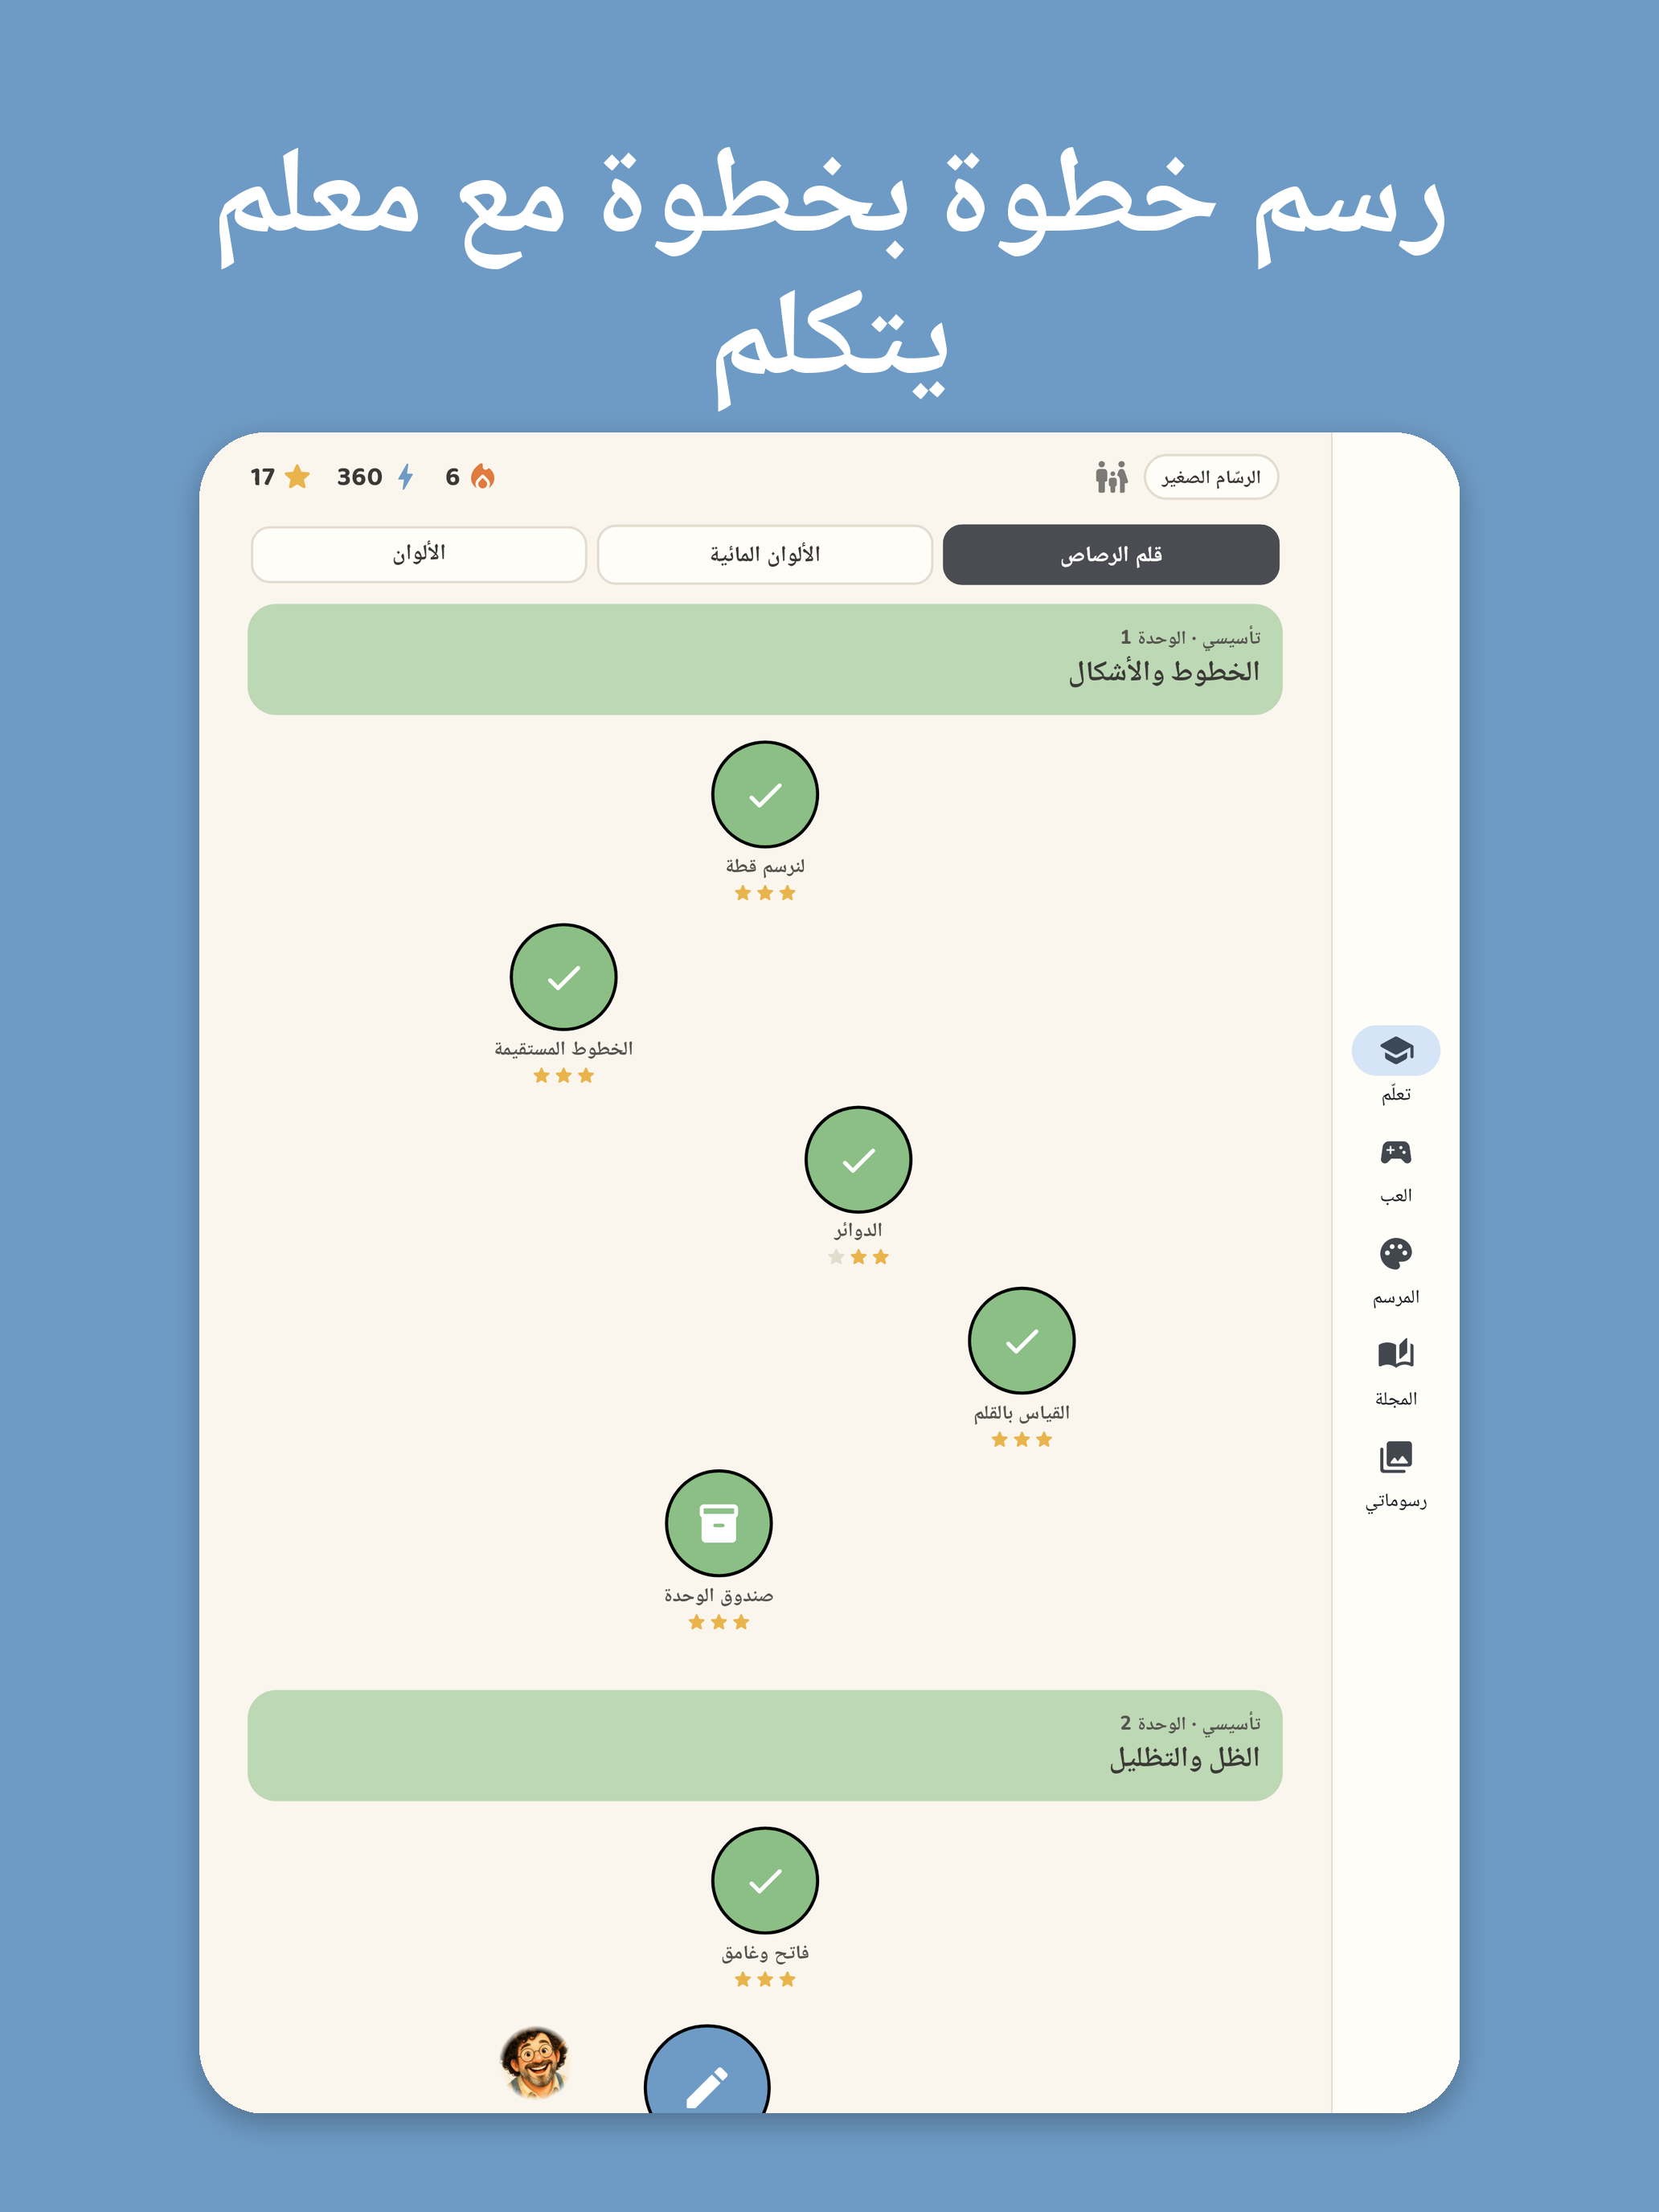 رسم خطوة بخطوة مع معلم
يتكلم
الرسّام الصغير
6 360 17
قلم الرصاص
الألوان المائية
الألوان
تأسيسي · الوحدة 1
الخطوط والأشكال
لنرسم قطة
الخطوط المستقيمة
الدوائر
القياس بالقلم
صندوق الوحدة
تأسيسي · الوحدة 2
الظل والتظليل
فاتح وغامق
تعلّم
العب
المرسم
المجلة
رسوماتي